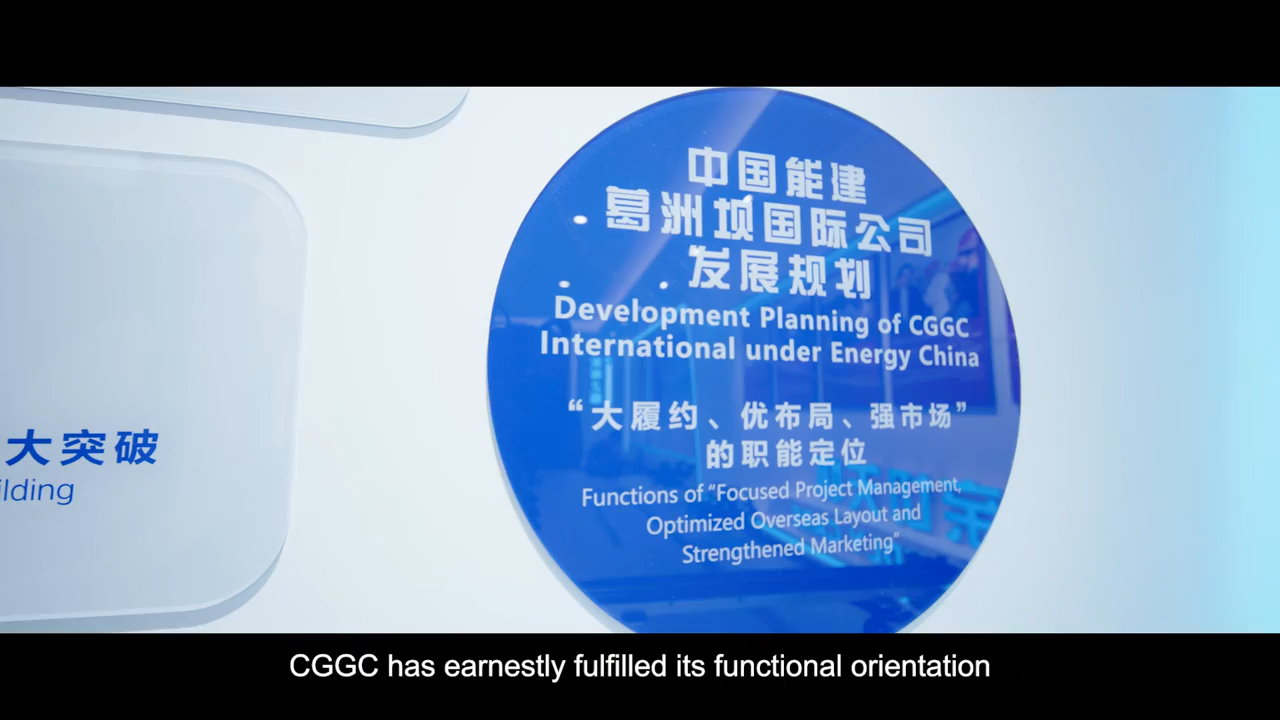 中国能建
葛洲坝国际公司
发展规划
Development Planning of CGGC
International under Energy China
“大履约、优布局、强市场”
的职能定位
Functions of “Focused Project Management,
Optimized Overseas Layout and
Strengthened Marketing”
大突破
ilding
CGGC has earnestly fulfilled its functional orientation